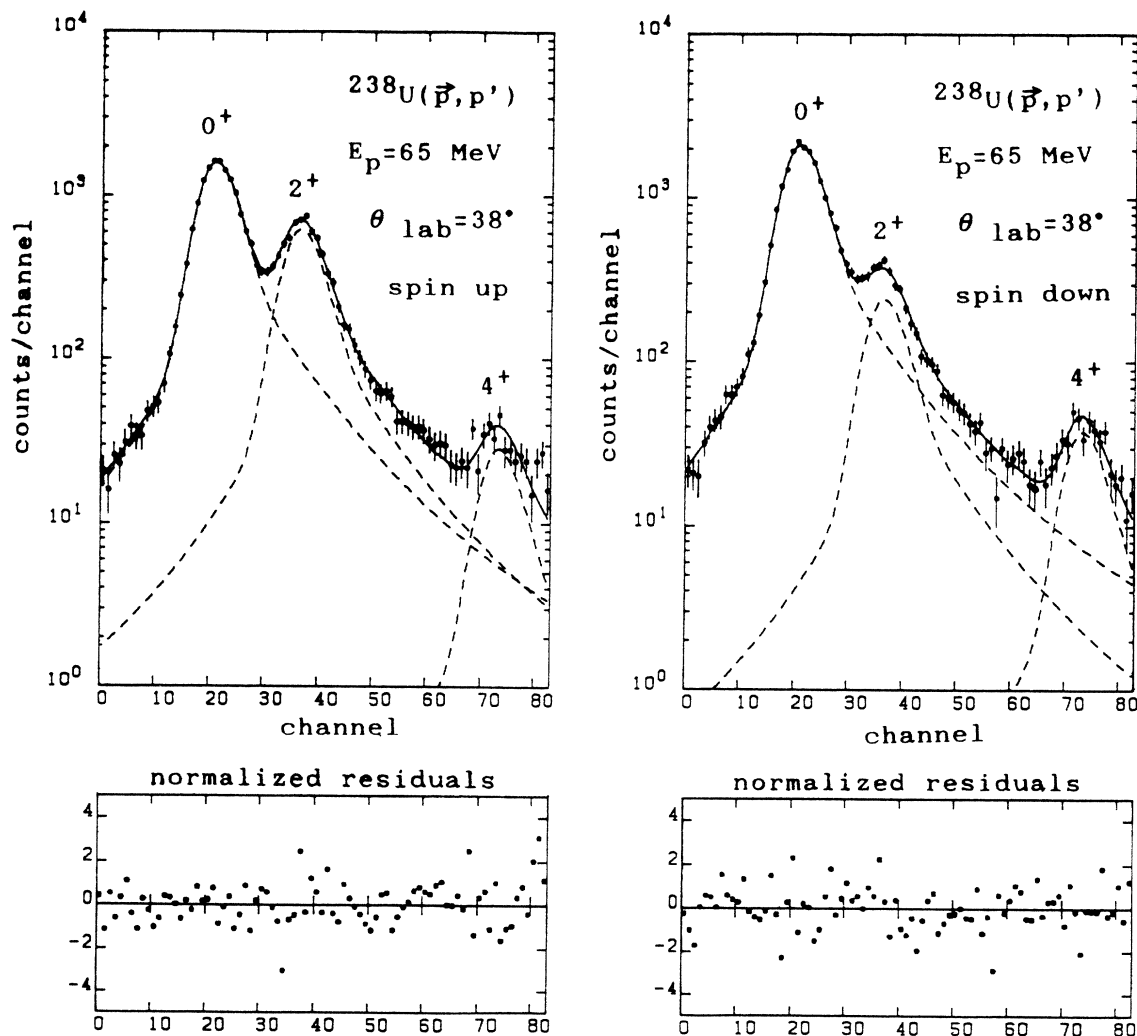 10⁴
10³
10²
10¹
10⁰
counts/channel
²³⁸U(p⃗,p')
0⁺
E_p=65 MeV
2⁺
θ lab=38°
spin up
4⁺
0 10 20 30 40 50 60 70 80
channel
10⁴
10³
10²
10¹
10⁰
counts/channel
²³⁸U(p⃗,p')
0⁺
E_p=65 MeV
θ lab=38°
2⁺
spin down
4⁺
0 10 20 30 40 50 60 70 80
channel
normalized residuals
4
2
0
-2
-4
0 10 20 30 40 50 60 70 80
normalized residuals
4
2
0
-2
-4
0 10 20 30 40 50 60 70 80